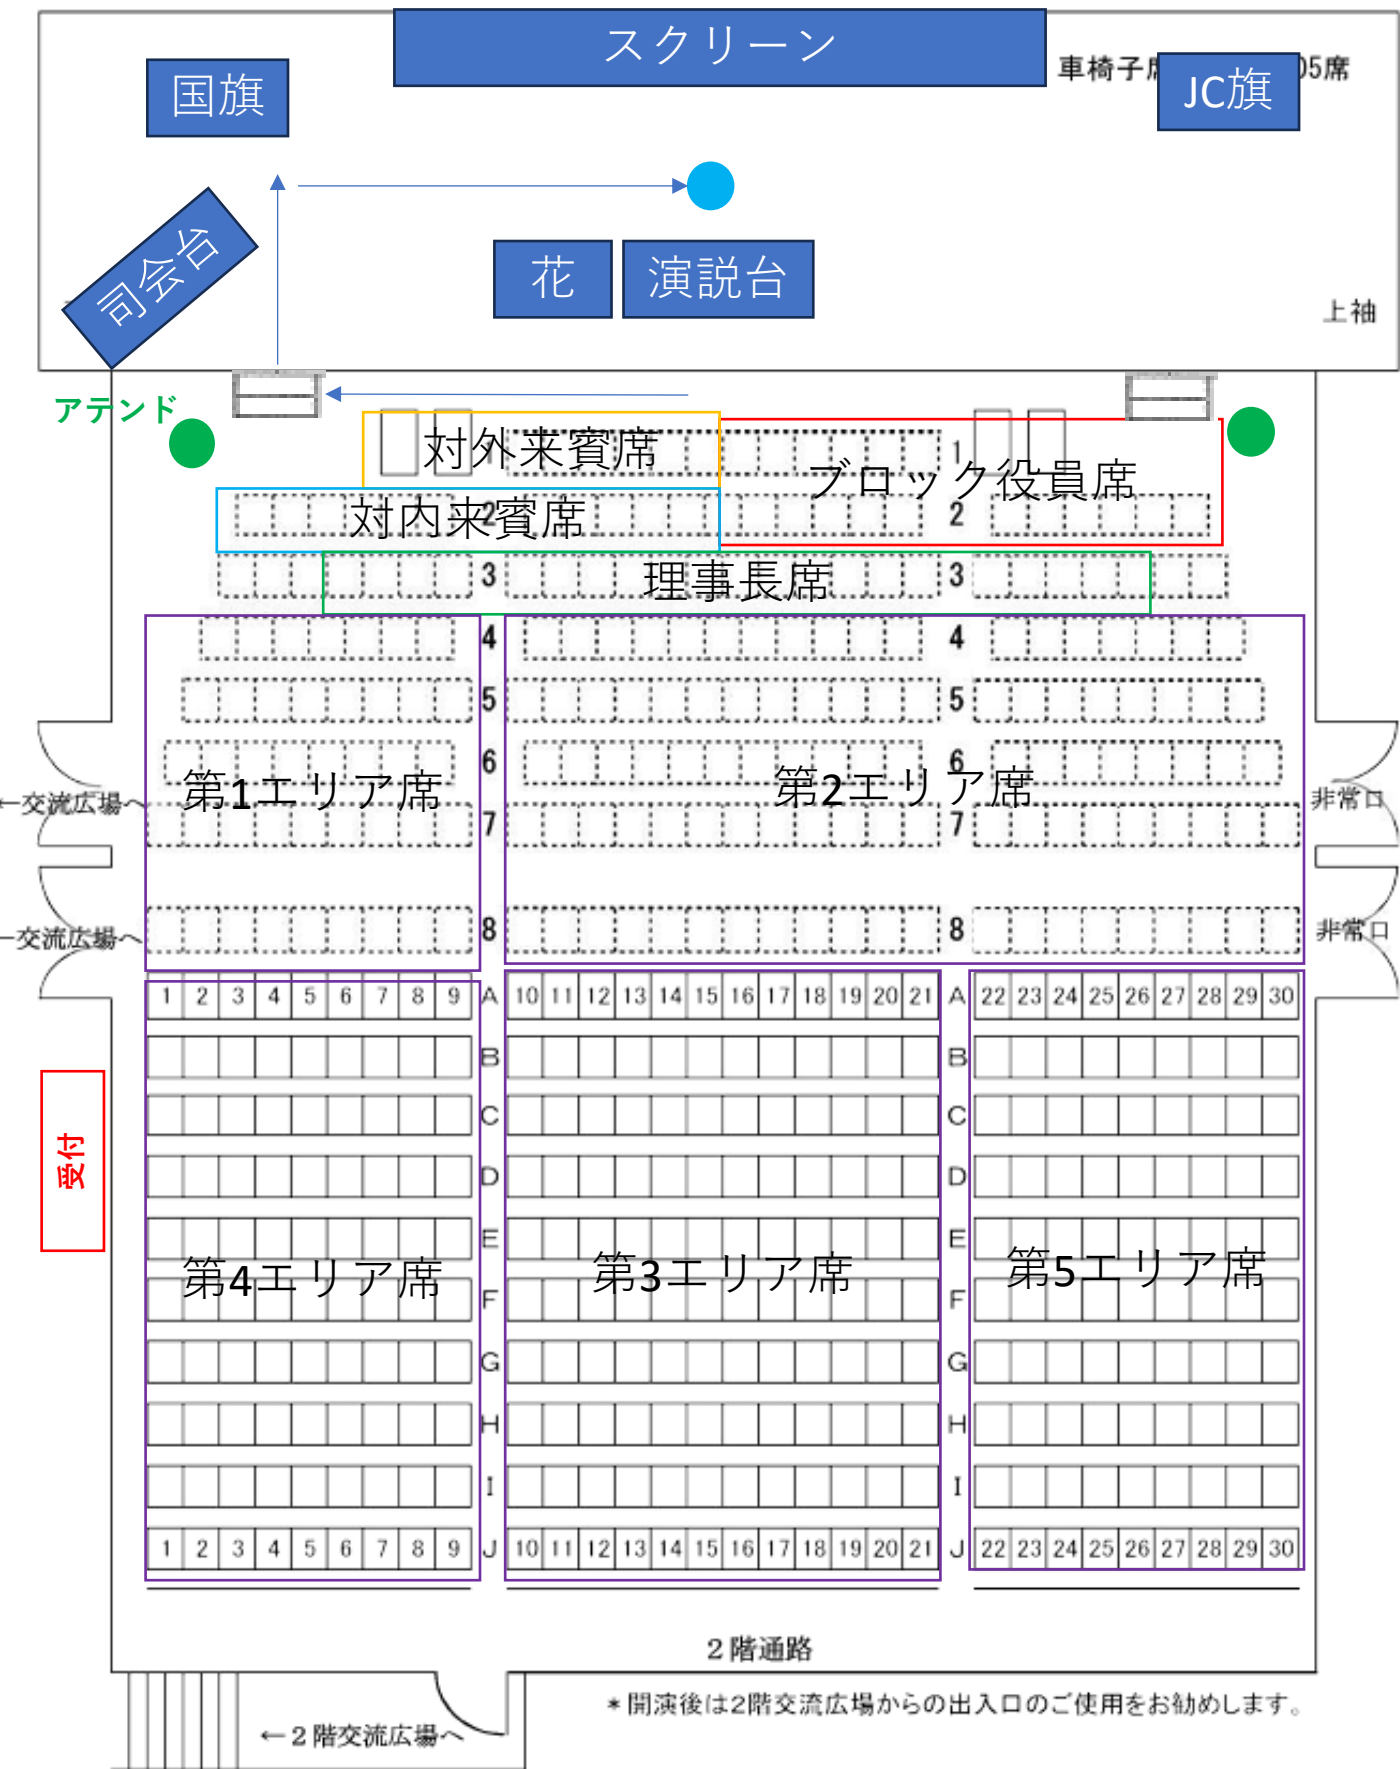 スクリーン
国旗
車椅子席
05席
JC旗
司会台
花
演説台
上袖
アテンド
対外来賓席
1
ブロック役員席
対内来賓席
2
2
3
理事長席
3
4
4
5
5
6
6
第1エリア席
第2エリア席
←交流広場へ
非常口
7
7
←交流広場へ
8
8
非常口
1 2 3 4 5 6 7 8 9 A 10 11 12 13 14 15 16 17 18 19 20 21 A 22 23 24 25 26 27 28 29 30
B B
C C
D D
受付
E E
第4エリア席
第3エリア席
第5エリア席
F F
G G
H H
I I
1 2 3 4 5 6 7 8 9 J 10 11 12 13 14 15 16 17 18 19 20 21 J 22 23 24 25 26 27 28 29 30
2階通路
*開演後は2階交流広場からの出入口のご使用をお勧めします。
←2階交流広場へ